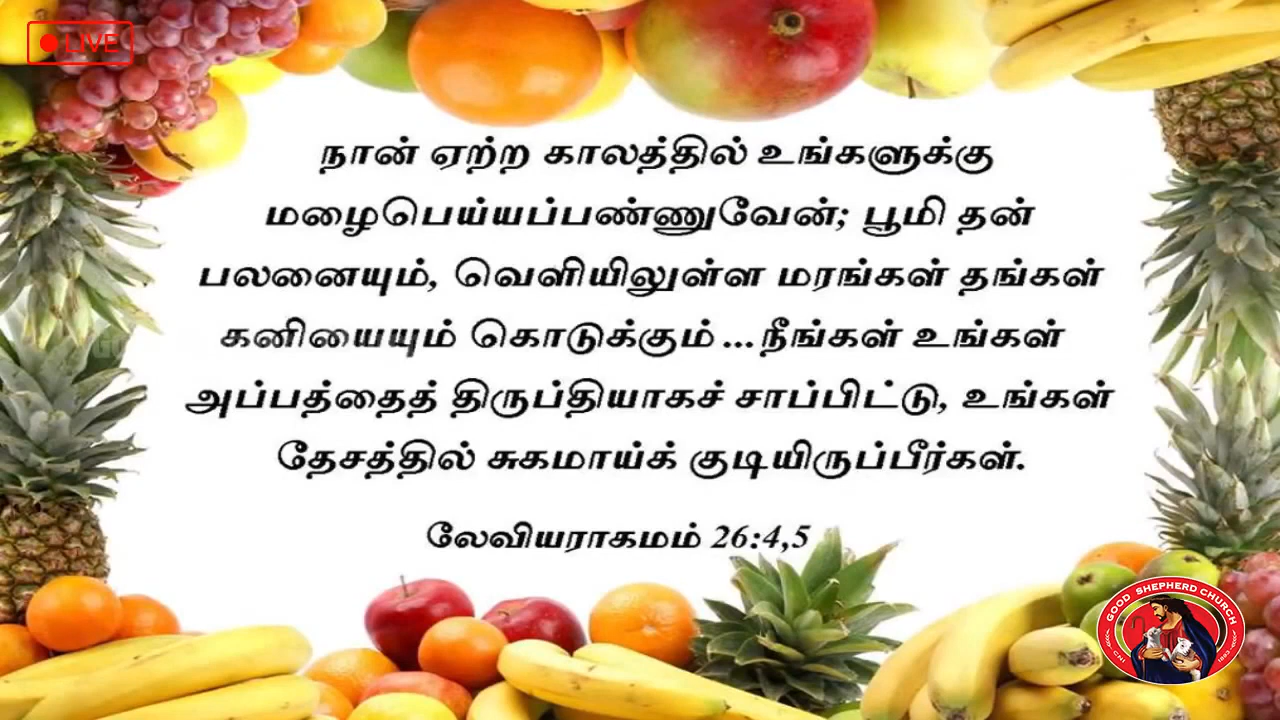 LIVE
நான் ஏற்ற காலத்தில் உங்களுக்கு
மழைபெய்யப்பண்ணுவேன்; பூமி தன்
பலனையும், வெளியிலுள்ள மரங்கள் தங்கள்
கனியையும் கொடுக்கும் ... நீங்கள் உங்கள்
அப்பத்தைத் திருப்தியாகச் சாப்பிட்டு, உங்கள்
தேசத்தில் சுகமாய்க் குடியிருப்பீர்கள்.
லேவியராகமம் 26:4,5
GOOD SHEPHERD CHURCH